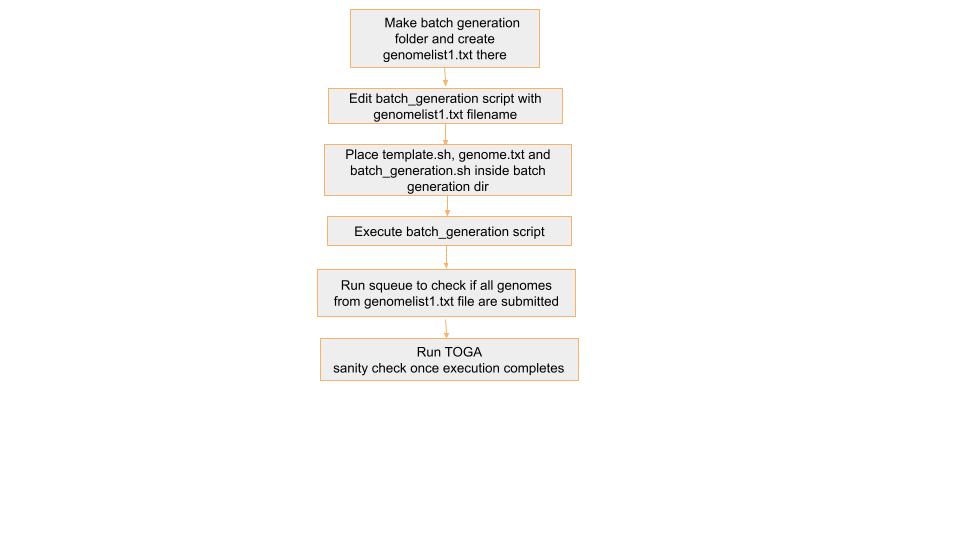 Make batch generation
folder and create
genomelist1.txt there
Edit batch_generation script with
genomelist1.txt filename
Place template.sh, genome.txt and
batch_generation.sh inside batch
generation dir
Execute batch_generation script
Run squeue to check if all genomes
from genomelist1.txt file are submitted
Run TOGA
sanity check once execution completes